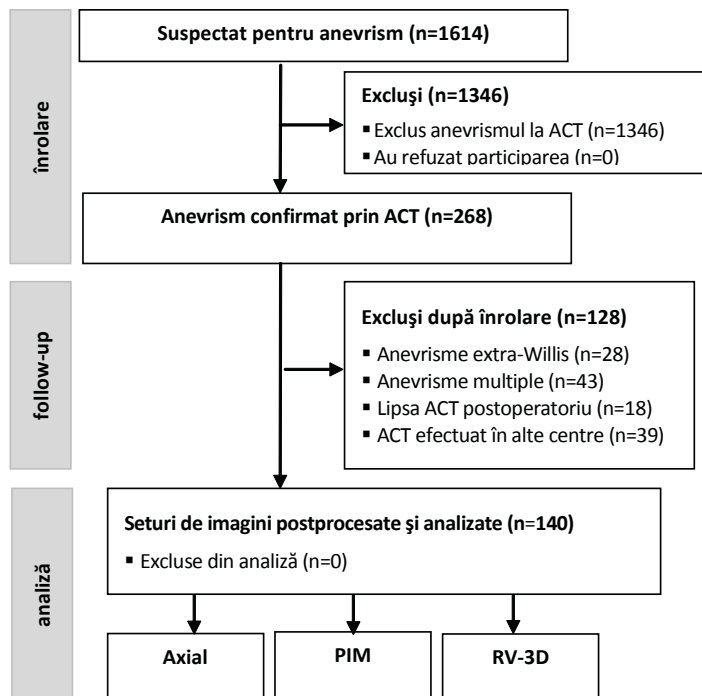 înrolare
Suspectat pentru anevrism (n=1614)
Excluşi (n=1346)
▪ Exclus anevrismul la ACT (n=1346)
▪ Au refuzat participarea (n=0)
Anevrism confirmat prin ACT (n=268)
follow-up
Excluşi după înrolare (n=128)
▪ Anevrisme extra-Willis (n=28)
▪ Anevrisme multiple (n=43)
▪ Lipsa ACT postoperatoriu (n=18)
▪ ACT efectuat în alte centre (n=39)
analiză
Seturi de imagini postprocesate şi analizate (n=140)
▪ Excluse din analiză (n=0)
Axial
PIM
RV-3D